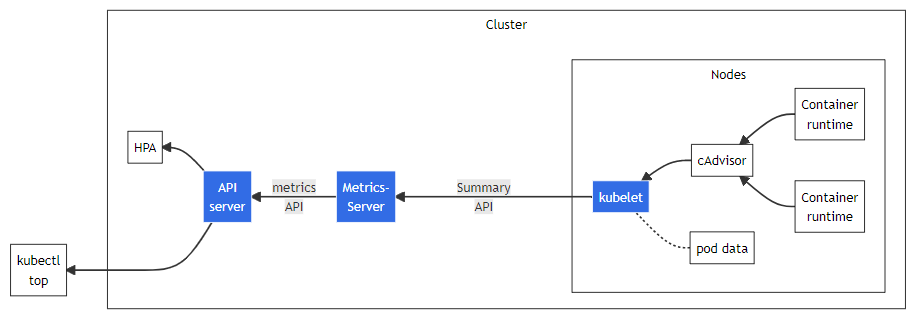 Cluster
Nodes
Container
runtime
HPA
cAdvisor
API
server
metrics
API
Metrics-
Server
Summary
API
kubelet
Container
runtime
pod data
kubectl
top